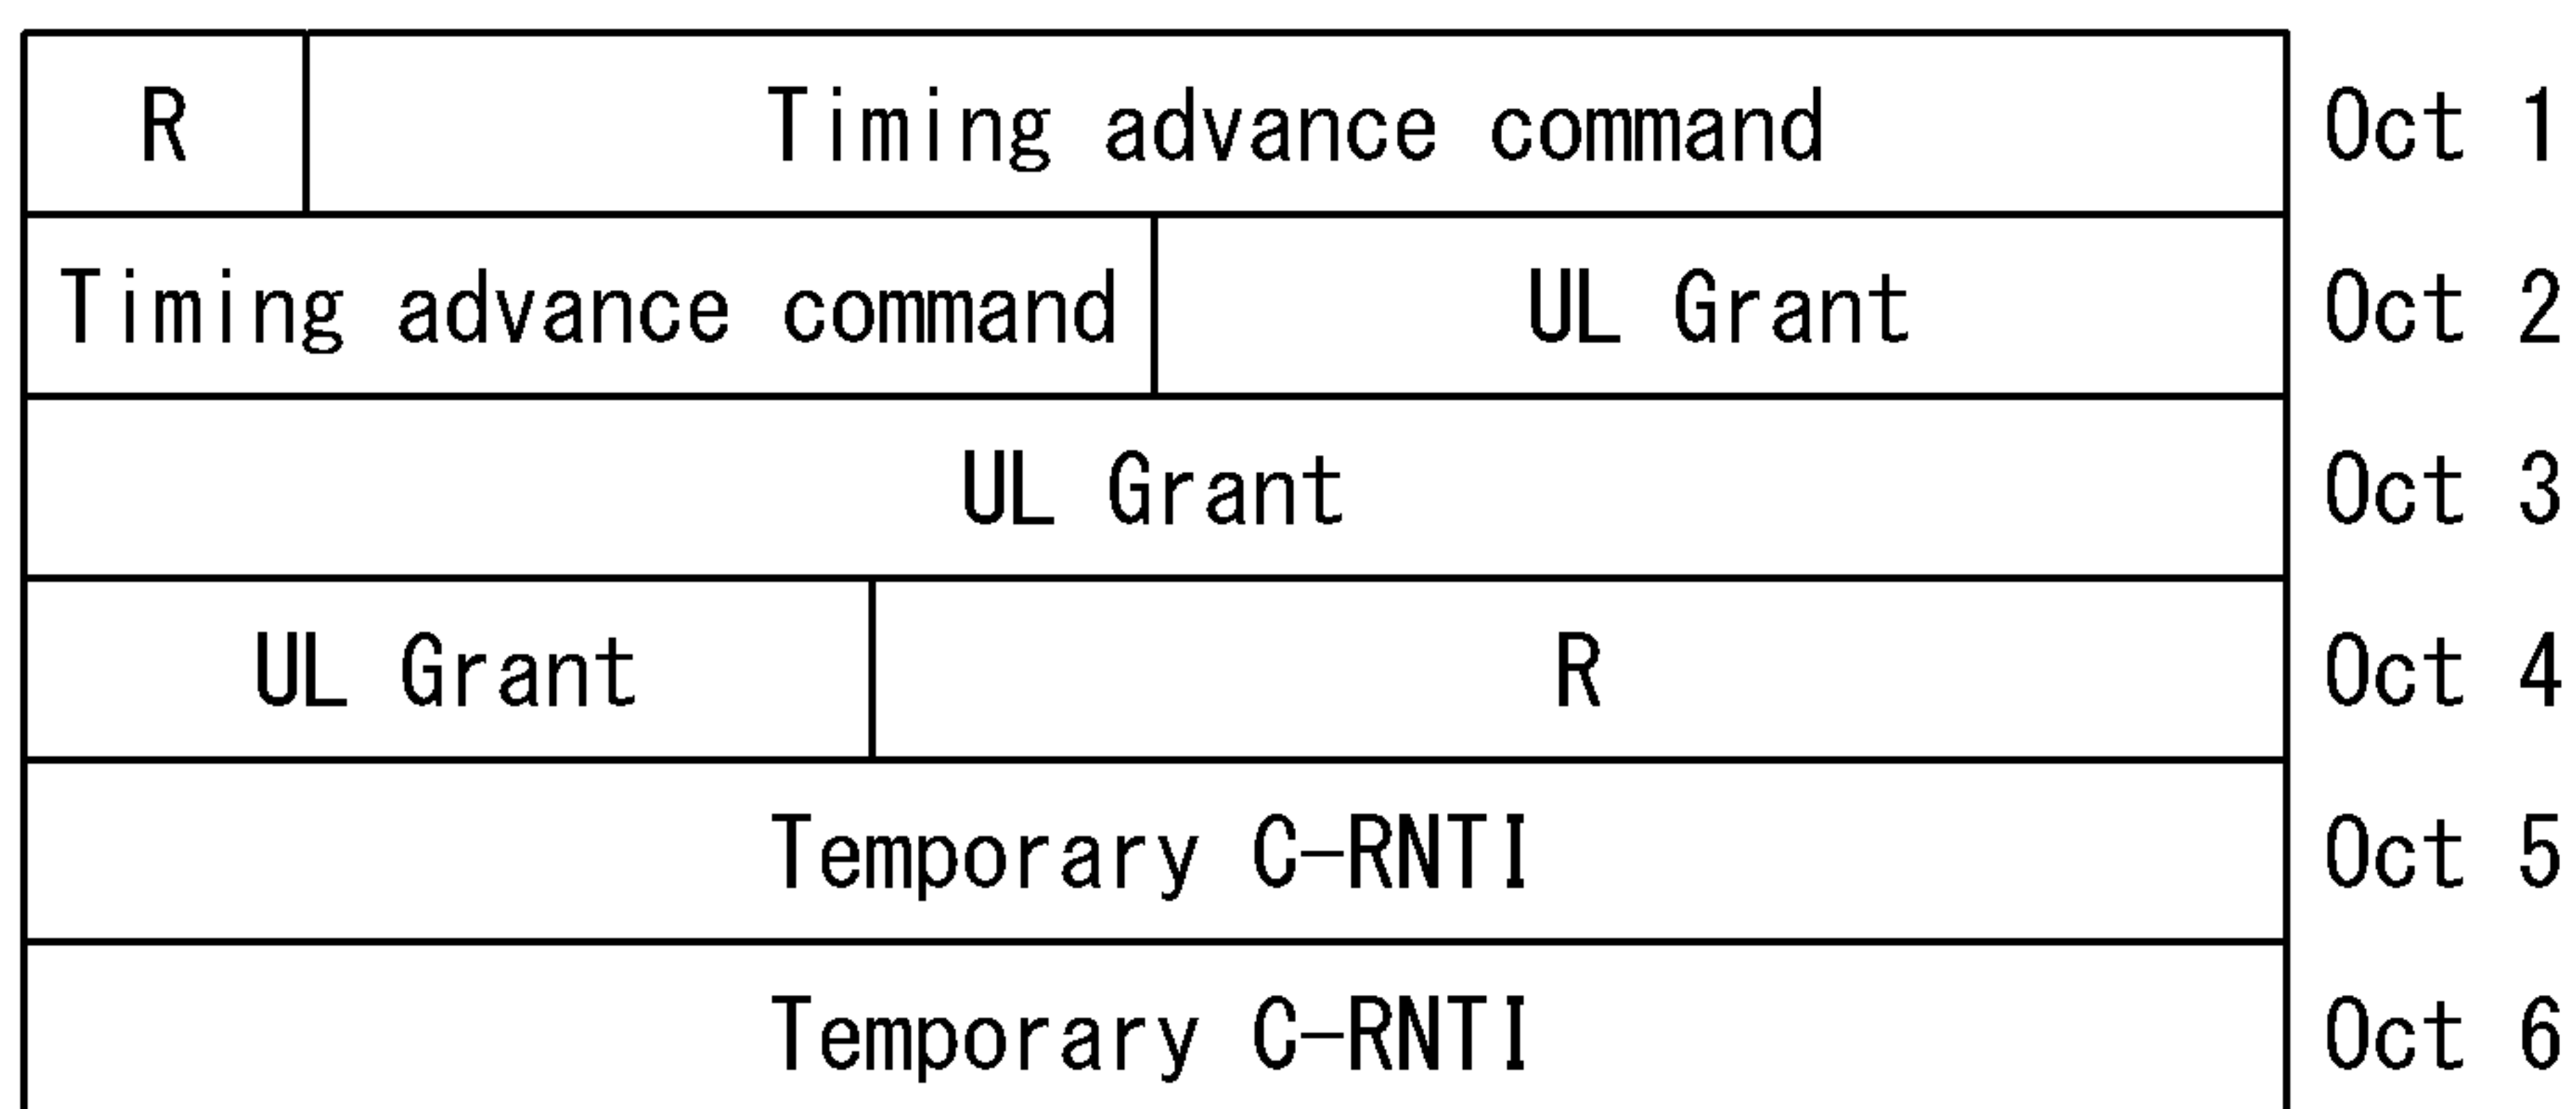 R Timing advance command Oct 1
Timing advance command UL Grant Oct 2
UL Grant Oct 3
UL Grant R Oct 4
Temporary C-RNTI Oct 5
Temporary C-RNTI Oct 6